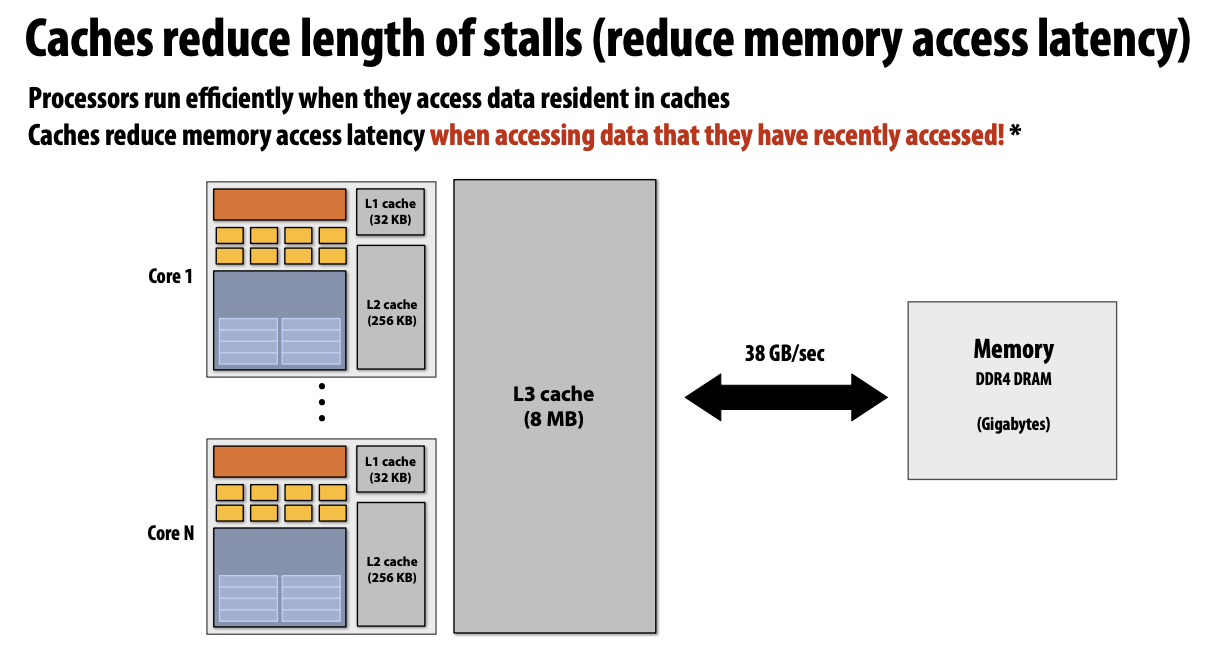 Caches reduce length of stalls (reduce memory access latency)
Processors run efficiently when they access data resident in caches
Caches reduce memory access latency when accessing data that they have recently accessed! *
Core 1
L1 cache
(32 KB)
L2 cache
(256 KB)
Core N
L1 cache
(32 KB)
L2 cache
(256 KB)
L3 cache
(8 MB)
38 GB/sec
Memory
DDR4 DRAM
(Gigabytes)